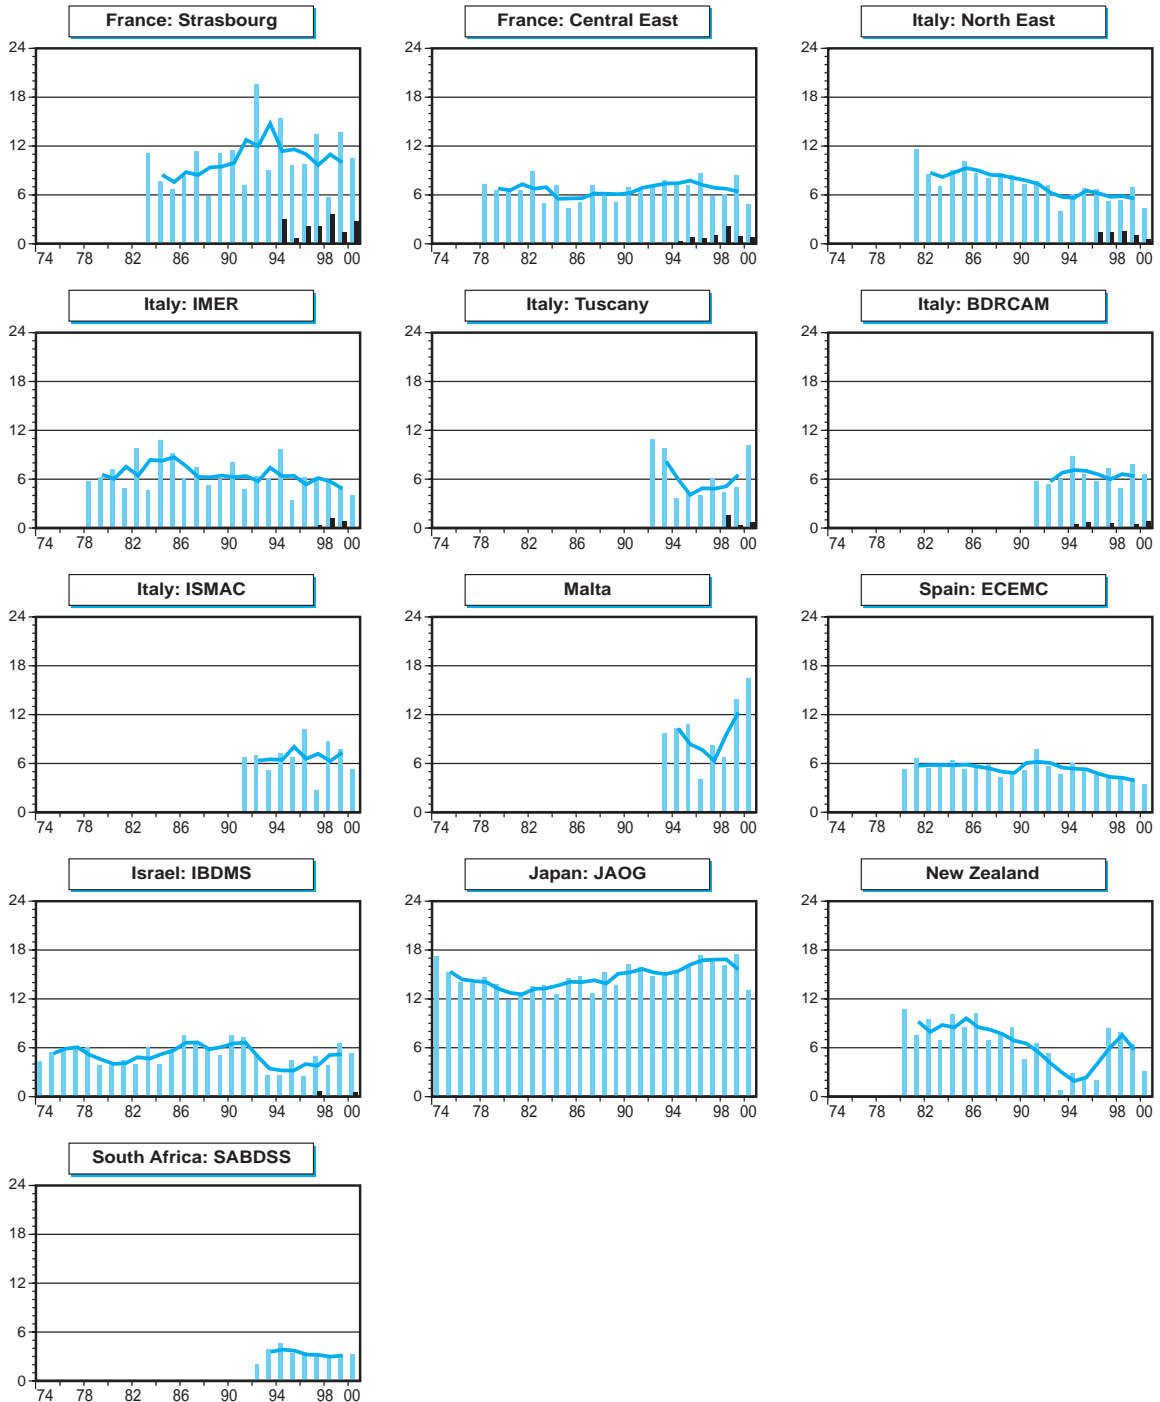 France: Strasbourg
France: Central East
Italy: North East
24
18
12
6
0
74 78 82 86 90 94 98 00
24
18
12
6
0
74 78 82 86 90 94 98 00
24
18
12
6
0
74 78 82 86 90 94 98 00
Italy: IMER
Italy: Tuscany
Italy: BDRCAM
24
18
12
6
0
74 78 82 86 90 94 98 00
24
18
12
6
0
74 78 82 86 90 94 98 00
24
18
12
6
0
74 78 82 86 90 94 98 00
Italy: ISMAC
Malta
Spain: ECEMC
24
18
12
6
0
74 78 82 86 90 94 98 00
24
18
12
6
0
74 78 82 86 90 94 98 00
24
18
12
6
0
74 78 82 86 90 94 98 00
Israel: IBDMS
Japan: JAOG
New Zealand
24
18
12
6
0
74 78 82 86 90 94 98 00
24
18
12
6
0
74 78 82 86 90 94 98 00
24
18
12
6
0
74 78 82 86 90 94 98 00
South Africa: SABDSS
24
18
12
6
0
74 78 82 86 90 94 98 00